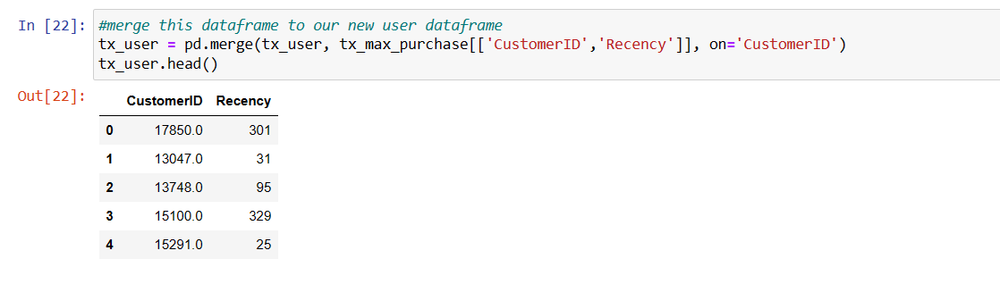 In [22]: #merge this dataframe to our new user dataframe
tx_user = pd.merge(tx_user, tx_max_purchase[['CustomerID','Recency']], on='CustomerID')
tx_user.head()
Out[22]:
CustomerID Recency
0 17850.0 301
1 13047.0 31
2 13748.0 95
3 15100.0 329
4 15291.0 25